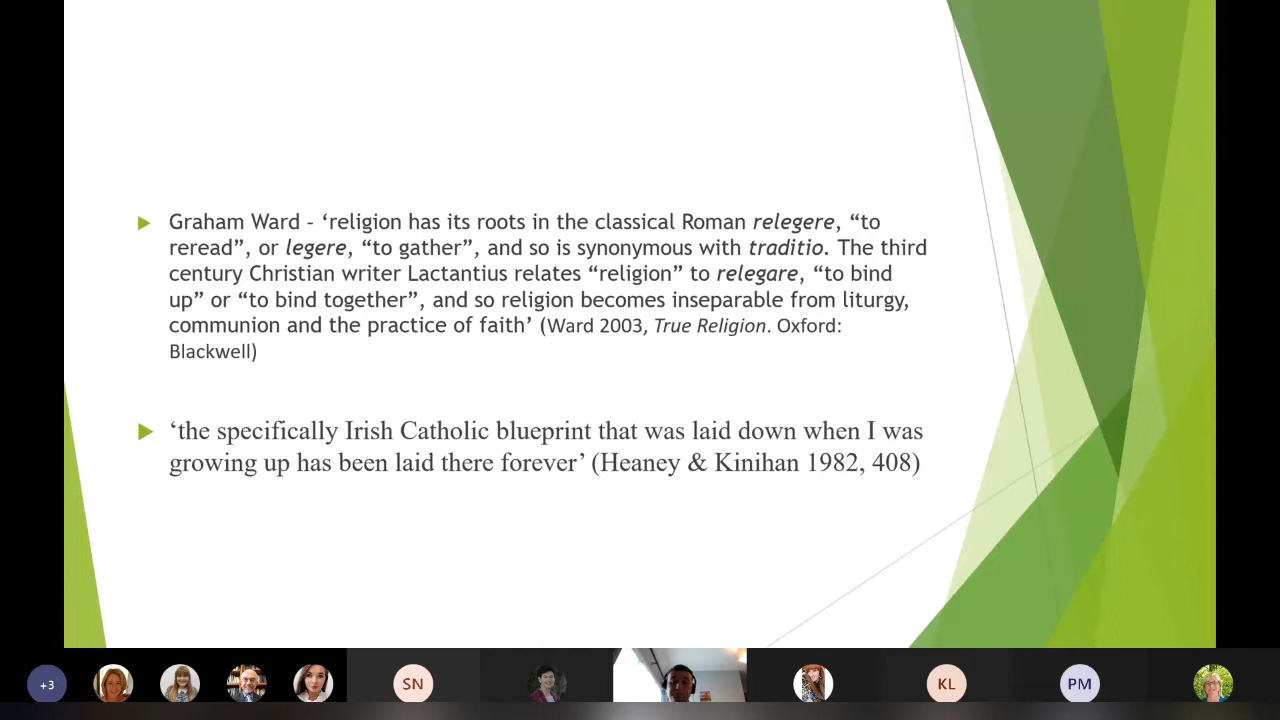 Graham Ward - ‘religion has its roots in the classical Roman relegere, “to
reread”, or legere, “to gather”, and so is synonymous with traditio. The third
century Christian writer Lactantius relates “religion” to relegare, “to bind
up” or “to bind together”, and so religion becomes inseparable from liturgy,
communion and the practice of faith’ (Ward 2003, True Religion. Oxford:
Blackwell)
‘the specifically Irish Catholic blueprint that was laid down when I was
growing up has been laid there forever’ (Heaney & Kinihan 1982, 408)
+3
SN
KL
PM